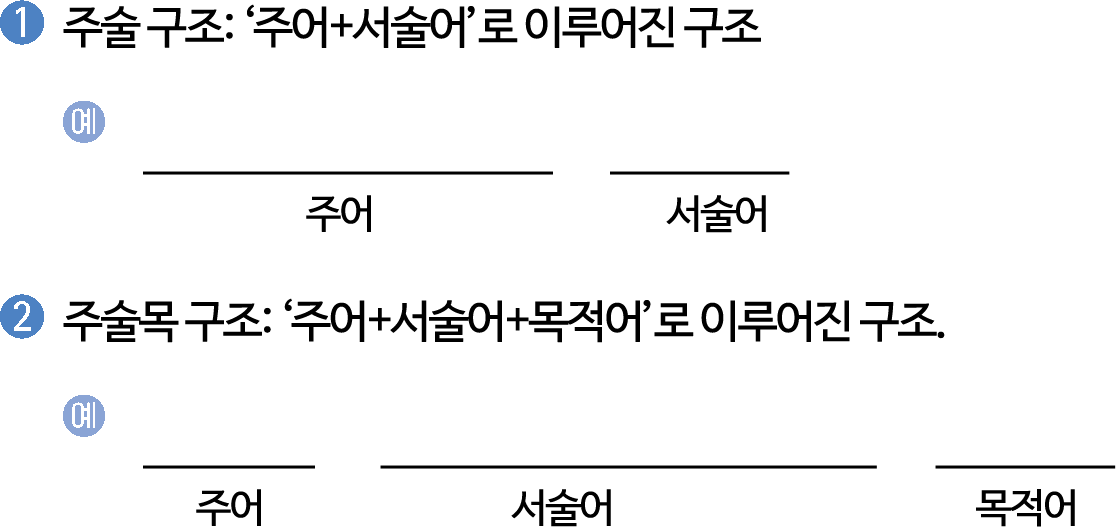 1 주술 구조: ‘주어+서술어’로 이루어진 구조
예
주어 서술어
2 주술목 구조: ‘주어+서술어+목적어’로 이루어진 구조.
예
주어 서술어 목적어